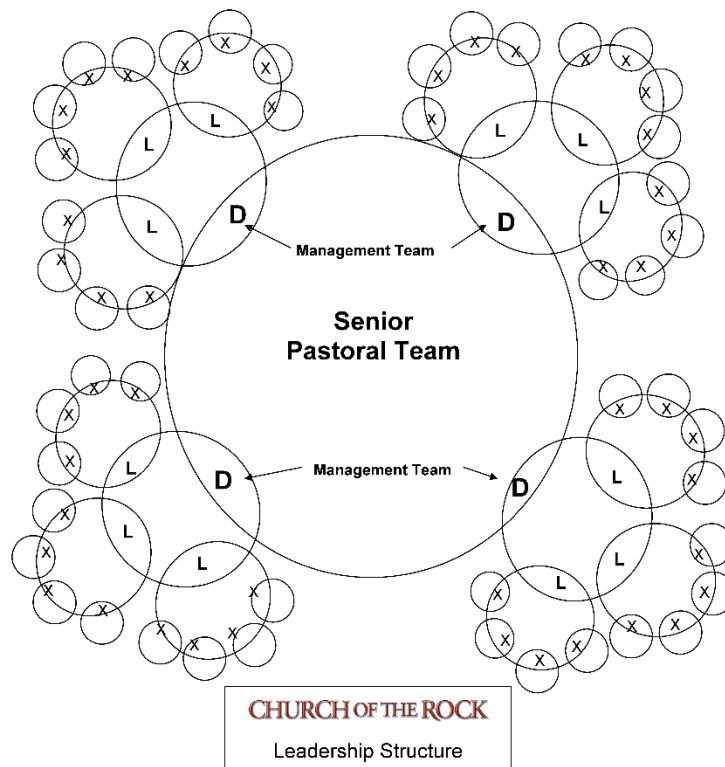 X X X X
X X X X X X
X X X X
X X X X
L L L L
X X X X
X
L D D L X
X X
Management Team
X X X
X X
Senior
Pastoral Team
X X
X X X
X
L Management Team L
X D D X
L
X
L X
X L L L
X X X X
X X X X X
X X X X
X
CHURCH OF THE ROCK
Leadership Structure